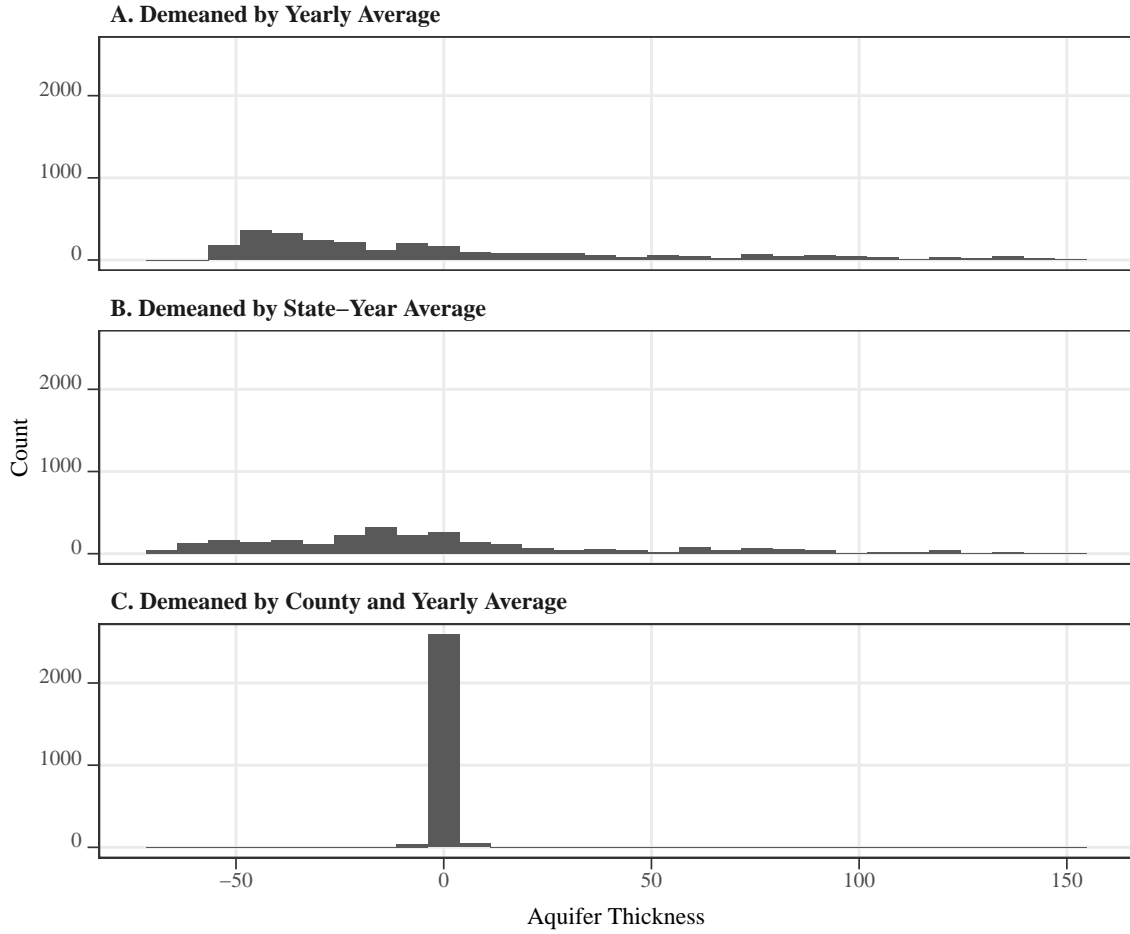 A. Demeaned by Yearly Average
2000
1000
0
B. Demeaned by State−Year Average
2000
1000
0
Count
C. Demeaned by County and Yearly Average
2000
1000
0
−50 0 50 100 150
Aquifer Thickness